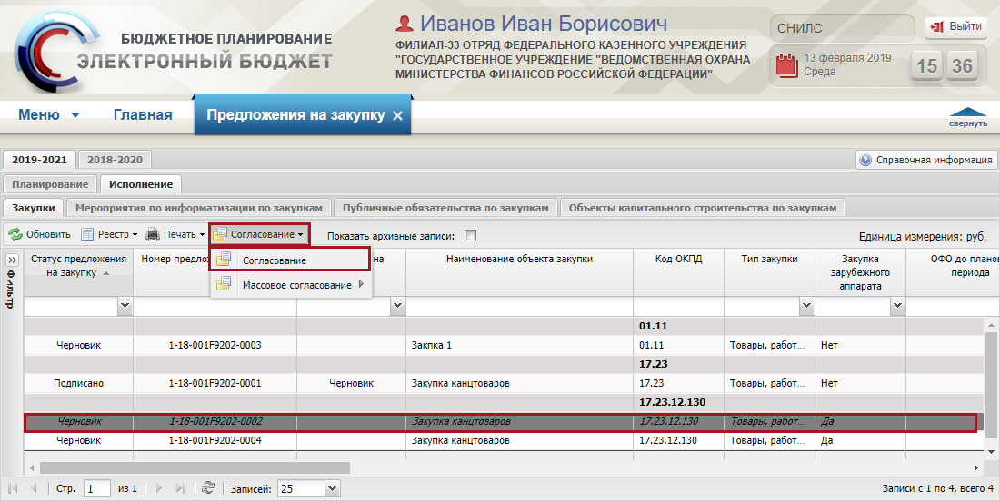 БЮДЖЕТНОЕ ПЛАНИРОВАНИЕ
ЭЛЕКТРОННЫЙ БЮДЖЕТ
Иванов Иван Борисович
ФИЛИАЛ-33 ОТРЯД ФЕДЕРАЛЬНОГО КАЗЕННОГО УЧРЕЖДЕНИЯ
"ГОСУДАРСТВЕННОЕ УЧРЕЖДЕНИЕ "ВЕДОМСТВЕННАЯ ОХРАНА
МИНИСТЕРСТВА ФИНАНСОВ РОССИЙСКОЙ ФЕДЕРАЦИИ"
СНИЛС
Выйти
13 февраля 2019
Среда
15 36
Меню Главная Предложения на закупку
свернуть
2019-2021 2018-2020 Справочная информация
Планирование Исполнение
Закупки Мероприятия по информатизации по закупкам Публичные обязательства по закупкам Объекты капитального строительства по закупкам
Обновить Реестр Печать Согласование Показать архивные записи: Единица измерения: руб.
Согласование
Массовое согласование
Фильтр
Статус предложения на закупку Номер предло на Наименование объекта закупки Код ОКПД Тип закупки Закупка зарубежного аппарата ОФО до планов периода
01.11
Черновик 1-18-001F9202-0003 Закпка 1 01.11 Товары, работ... Нет
17.23
Подписано 1-18-001F9202-0001 Черновик Закупка канцтоваров 17.23 Товары, работ... Нет
17.23.12.130
Черновик 1-18-001F9202-0002 Закупка канцтоваров 17.23.12.130 Товары, работ... Да
Черновик 1-18-001F9202-0004 Закупка канцтоваров 17.23.12.130 Товары, работ... Да
Стр. 1 из 1 Записей: 25 Записи с 1 по 4, всего 4